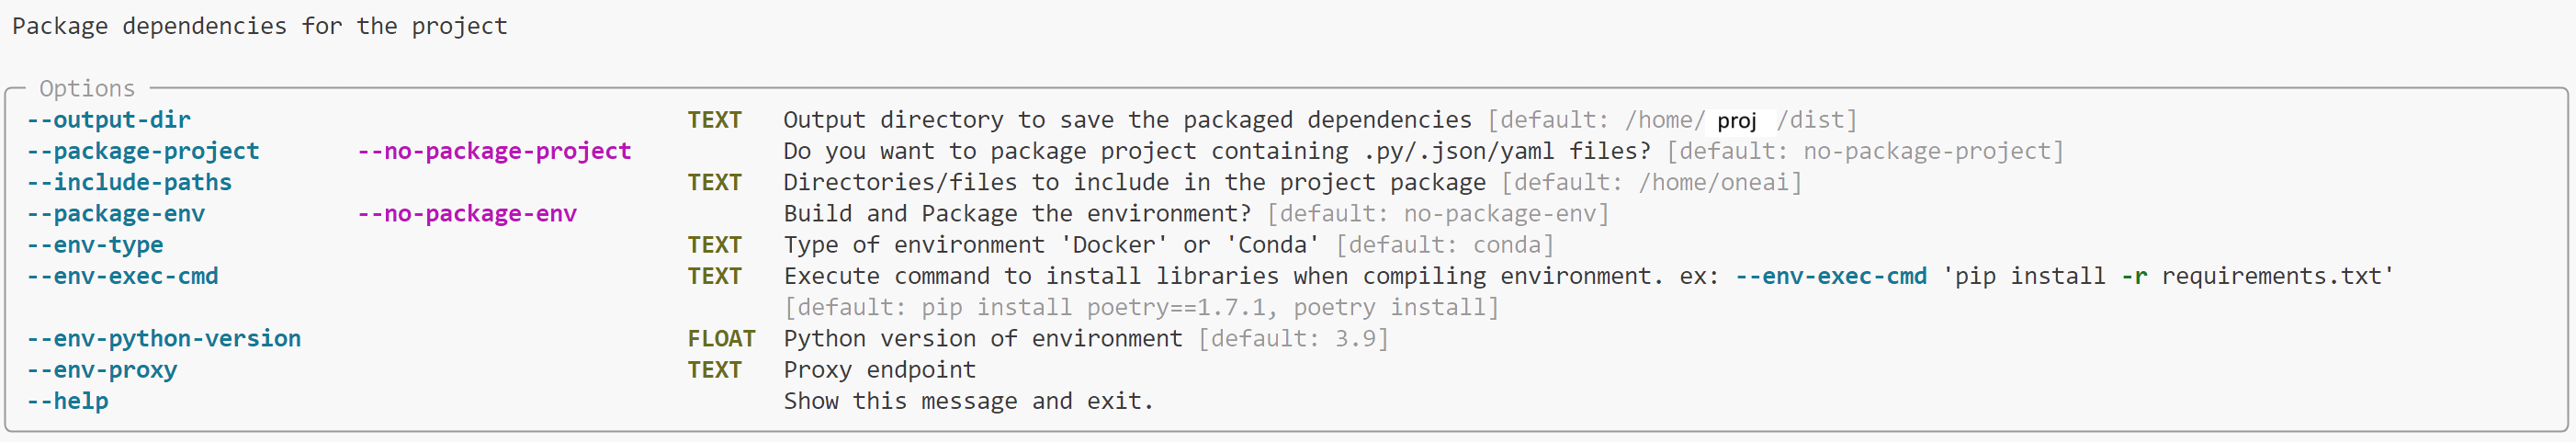 Package dependencies for the project
Options
--output-dir TEXT Output directory to save the packaged dependencies [default: /home/ proj /dist]
--package-project --no-package-project Do you want to package project containing .py/.json/yaml files? [default: no-package-project]
--include-paths TEXT Directories/files to include in the project package [default: /home/oneai]
--package-env --no-package-env Build and Package the environment? [default: no-package-env]
--env-type TEXT Type of environment 'Docker' or 'Conda' [default: conda]
--env-exec-cmd TEXT Execute command to install libraries when compiling environment. ex: --env-exec-cmd 'pip install -r requirements.txt'
[default: pip install poetry==1.7.1, poetry install]
--env-python-version FLOAT Python version of environment [default: 3.9]
--env-proxy TEXT Proxy endpoint
--help Show this message and exit.